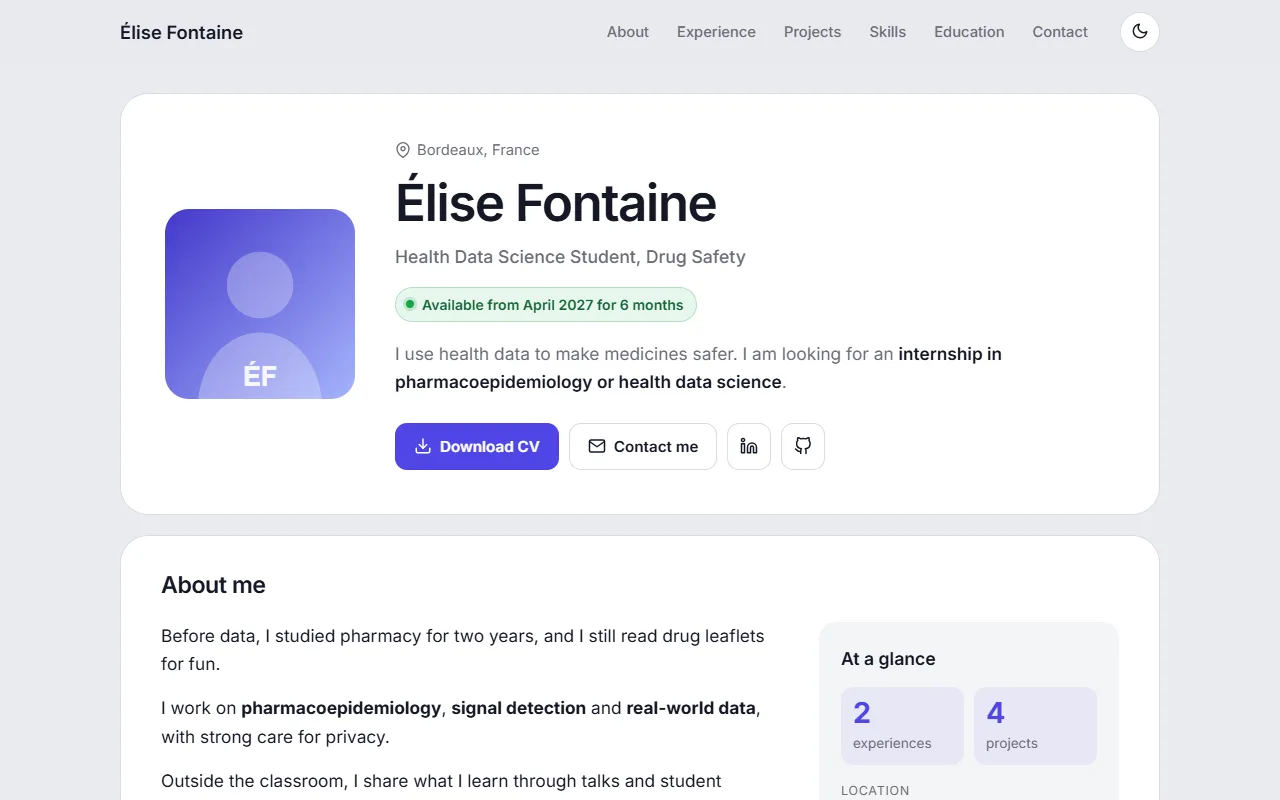 Élise Fontaine
About
Experience
Projects
Skills
Education
Contact
Bordeaux, France
Élise Fontaine
Health Data Science Student, Drug Safety
Available from April 2027 for 6 months
I use health data to make medicines safer. I am looking for an internship in
pharmacoepidemiology or health data science.
ÉF
Download CV
Contact me
About me
Before data, I studied pharmacy for two years, and I still read drug leaflets
for fun.
I work on pharmacoepidemiology, signal detection and real-world data,
with strong care for privacy.
Outside the classroom, I share what I learn through talks and student
At a glance
2
experiences
4
projects
LOCATION